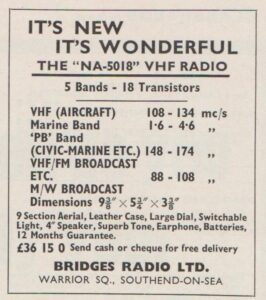 IT'S NEW
IT'S WONDERFUL
THE "NA-5018" VHF RADIO
5 Bands - 18 Transistors
VHF (AIRCRAFT) 108 - 134 mc/s
Marine Band 1·6 - 4·6 ,,
'PB' Band
(CIVIC-MARINE ETC.) 148 - 174 ,,
VHF/FM BROADCAST
ETC. 88 - 108 ,,
M/W BROADCAST
Dimensions 9¾" × 5¾" × 3⅜"
9 Section Aerial, Leather Case, Large Dial, Switchable
Light, 4" Speaker, Superb Tone, Earphone, Batteries,
12 Months Guarantee.
£36 15 0 Send cash or cheque for free delivery
BRIDGES RADIO LTD.
WARRIOR SQ., SOUTHEND-ON-SEA